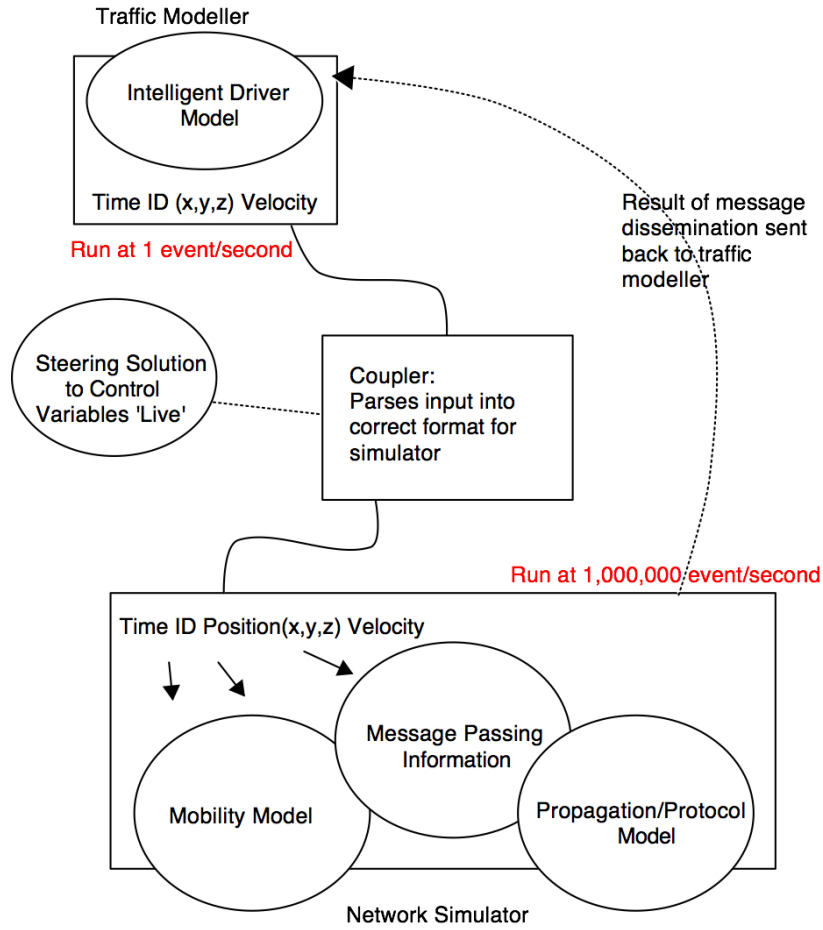 Traffic Modeller
Intelligent Driver
Model
Time ID (x,y,z) Velocity
Run at 1 event/second
Result of message
dissemination sent
back to traffic
modeller
Steering Solution
to Control
Variables 'Live'
Coupler:
Parses input into
correct format for
simulator
Run at 1,000,000 event/second
Time ID Position(x,y,z) Velocity
Message Passing
Information
Mobility Model
Propagation/Protocol
Model
Network Simulator